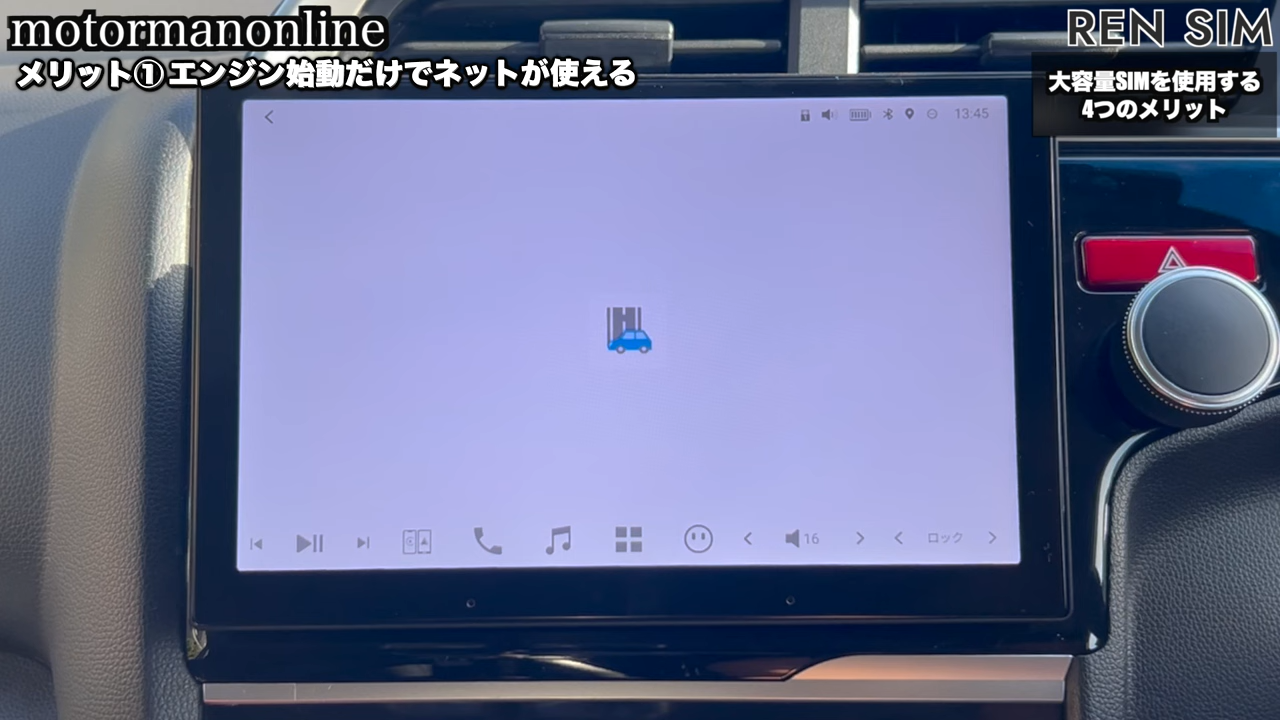 motormanonline
メリット① エンジン始動だけでネットが使える
REN SIM
大容量SIMを使用する
4つのメリット
13:45
16
ロック